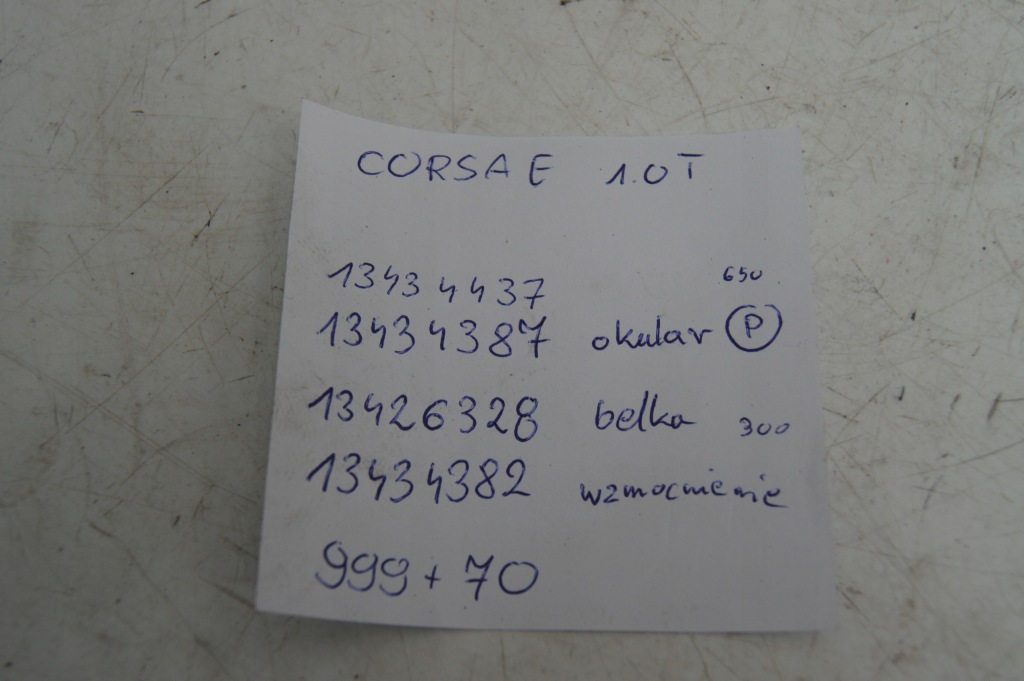 CORSA E 1.0T
13434437 650
13434387 okular P
13426328 belka 300
13434382 wzmocnienie
999 + 70